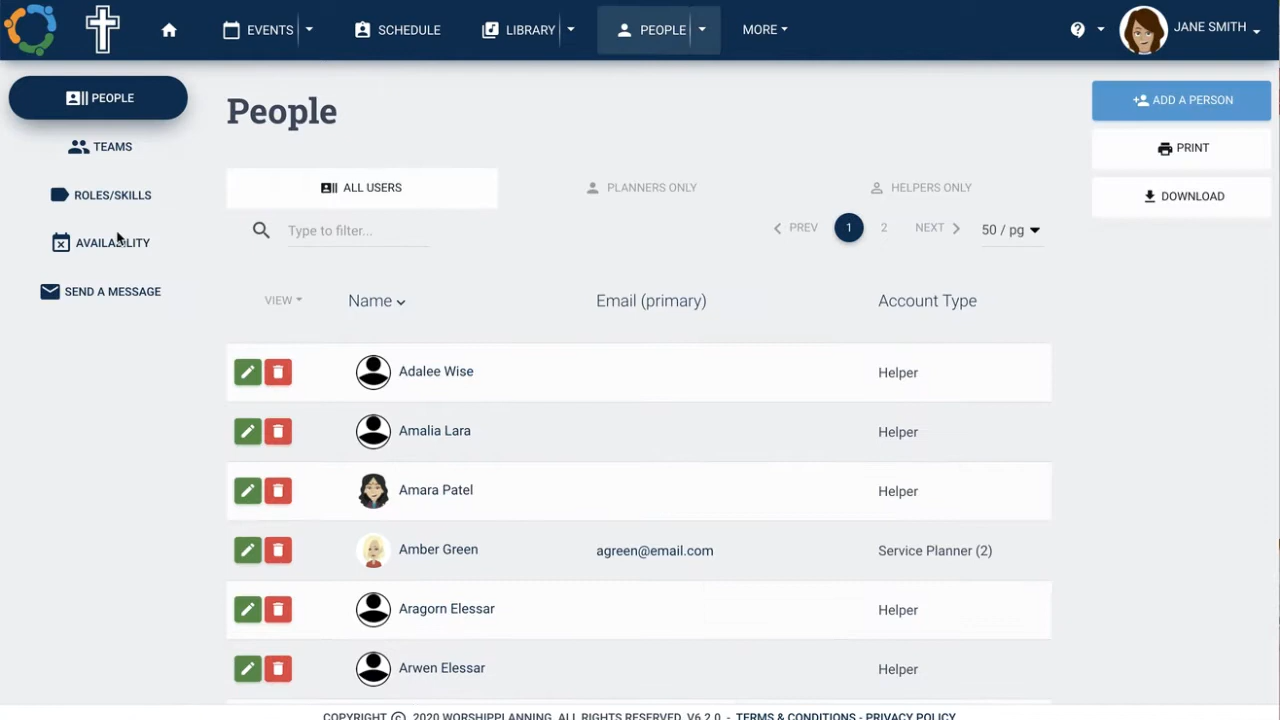 EVENTS
SCHEDULE
LIBRARY
PEOPLE
MORE
JANE SMITH
PEOPLE
TEAMS
ROLES/SKILLS
AVAILABILITY
SEND A MESSAGE
People
ADD A PERSON
PRINT
DOWNLOAD
ALL USERS
PLANNERS ONLY
HELPERS ONLY
Type to filter...
PREV 1 2 NEXT 50 / pg
VIEW Name Email (primary) Account Type
Adalee Wise Helper
Amalia Lara Helper
Amara Patel Helper
Amber Green agreen@email.com Service Planner (2)
Aragorn Elessar Helper
Arwen Elessar Helper
COPYRIGHT © 2020 WORSHIPPLANNING. ALL RIGHTS RESERVED. V6.2.0 - TERMS & CONDITIONS - PRIVACY POLICY